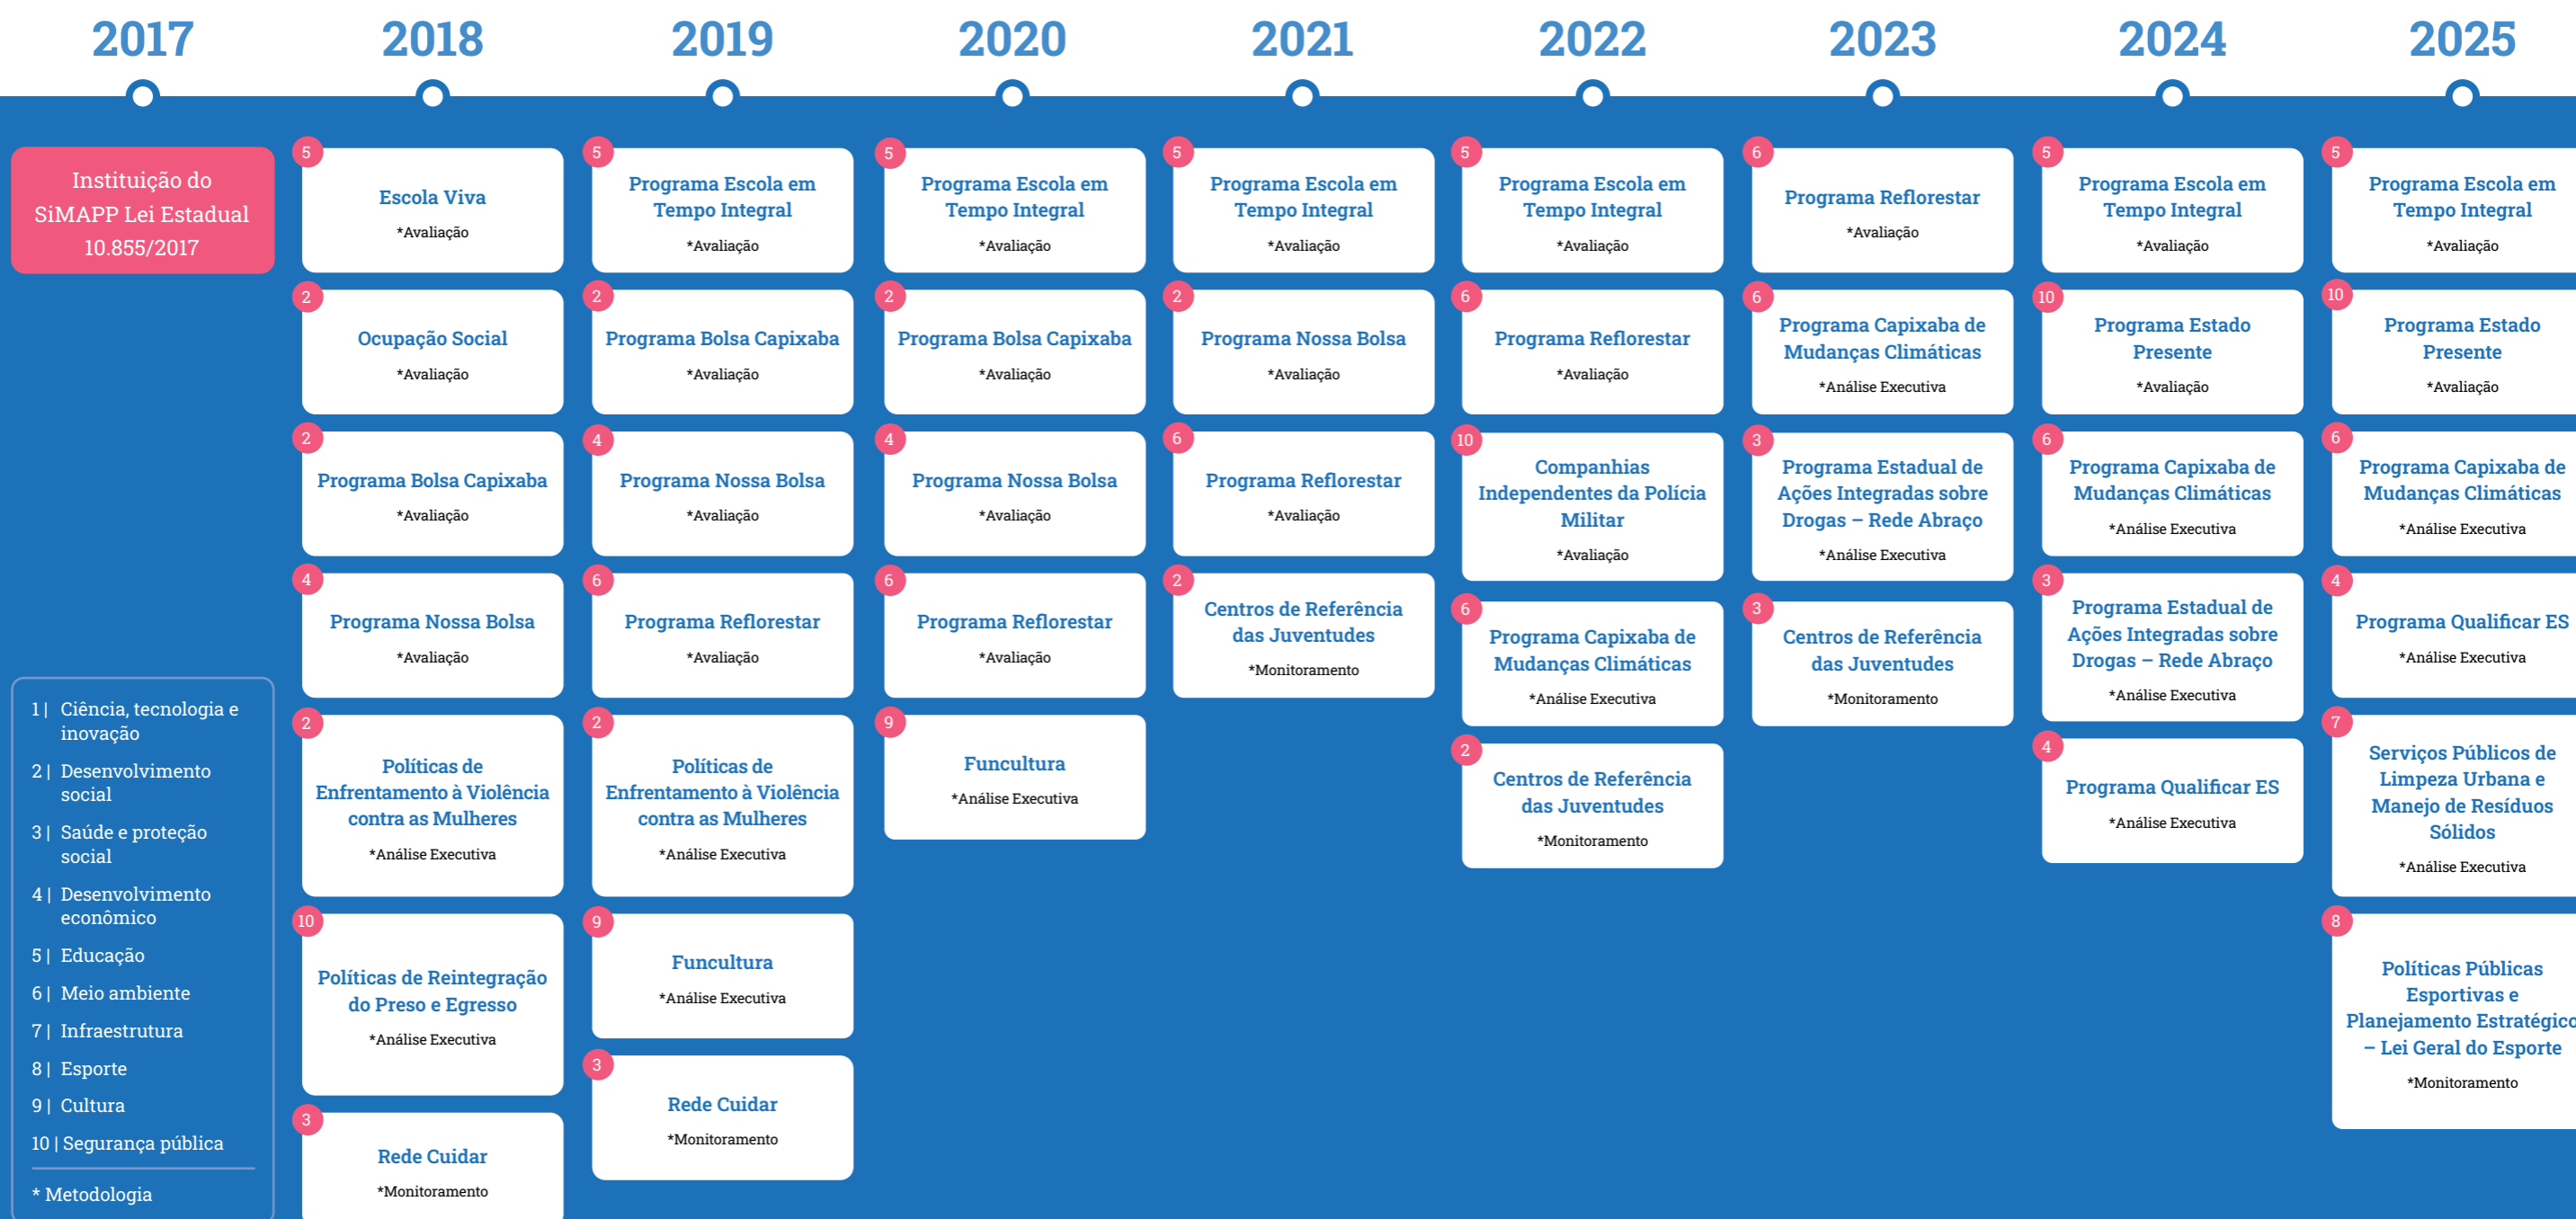 2017
2018
2019
2020
2021
2022
2023
2024
2025
Instituição do
SiMAPP Lei Estadual
10.855/2017
1 | Ciência, tecnologia e
inovação
2 | Desenvolvimento
social
3 | Saúde e proteção
social
4 | Desenvolvimento
econômico
5 | Educação
6 | Meio ambiente
7 | Infraestrutura
8 | Esporte
9 | Cultura
10 | Segurança pública
* Metodologia
5
Escola Viva
*Avaliação
2
Ocupação Social
*Avaliação
2
Programa Bolsa Capixaba
*Avaliação
4
Programa Nossa Bolsa
*Avaliação
2
Políticas de
Enfrentamento à Violência
contra as Mulheres
*Análise Executiva
10
Políticas de Reintegração
do Preso e Egresso
*Análise Executiva
3
Rede Cuidar
*Monitoramento
5
Programa Escola em
Tempo Integral
*Avaliação
2
Programa Bolsa Capixaba
*Avaliação
4
Programa Nossa Bolsa
*Avaliação
6
Programa Reflorestar
*Avaliação
2
Políticas de
Enfrentamento à Violência
contra as Mulheres
*Análise Executiva
9
Funcultura
*Análise Executiva
3
Rede Cuidar
*Monitoramento
5
Programa Escola em
Tempo Integral
*Avaliação
2
Programa Bolsa Capixaba
*Avaliação
4
Programa Nossa Bolsa
*Avaliação
6
Programa Reflorestar
*Avaliação
9
Funcultura
*Análise Executiva
5
Programa Escola em
Tempo Integral
*Avaliação
2
Programa Nossa Bolsa
*Avaliação
6
Programa Reflorestar
*Avaliação
2
Centros de Referência
das Juventudes
*Monitoramento
5
Programa Escola em
Tempo Integral
*Avaliação
6
Programa Reflorestar
*Avaliação
10
Companhias
Independentes da Polícia
Militar
*Avaliação
6
Programa Capixaba de
Mudanças Climáticas
*Análise Executiva
2
Centros de Referência
das Juventudes
*Monitoramento
6
Programa Reflorestar
*Avaliação
6
Programa Capixaba de
Mudanças Climáticas
*Análise Executiva
3
Programa Estadual de
Ações Integradas sobre
Drogas – Rede Abraço
*Análise Executiva
3
Centros de Referência
das Juventudes
*Monitoramento
5
Programa Escola em
Tempo Integral
*Avaliação
10
Programa Estado
Presente
*Avaliação
6
Programa Capixaba de
Mudanças Climáticas
*Análise Executiva
3
Programa Estadual de
Ações Integradas sobre
Drogas – Rede Abraço
*Análise Executiva
4
Programa Qualificar ES
*Análise Executiva
5
Programa Escola em
Tempo Integral
*Avaliação
10
Programa Estado
Presente
*Avaliação
6
Programa Capixaba de
Mudanças Climáticas
*Análise Executiva
4
Programa Qualificar ES
*Análise Executiva
7
Serviços Públicos de
Limpeza Urbana e
Manejo de Resíduos
Sólidos
*Análise Executiva
8
Políticas Públicas
Esportivas e
Planejamento Estratégico
– Lei Geral do Esporte
*Monitoramento